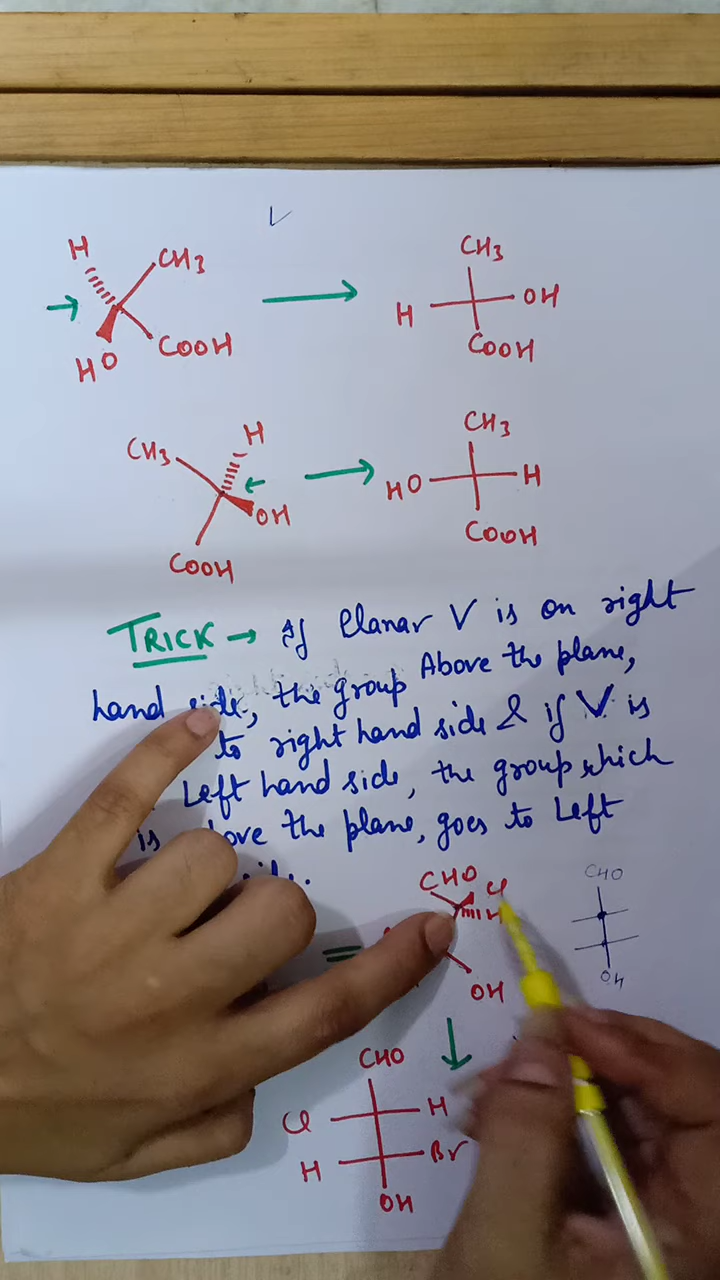 H
CH3
HO
COOH
CH3
H
OH
COOH
CH3
H
OH
COOH
CH3
HO
H
COOH
TRICK → If Planar V is on right
hand side, the group Above the plane,
to right hand side & if V is
Left hand side, the group which
is above the plane, goes to Left
CHO
Cl
H
OH
CHO
OH
CHO
Cl
H
H
Br
OH